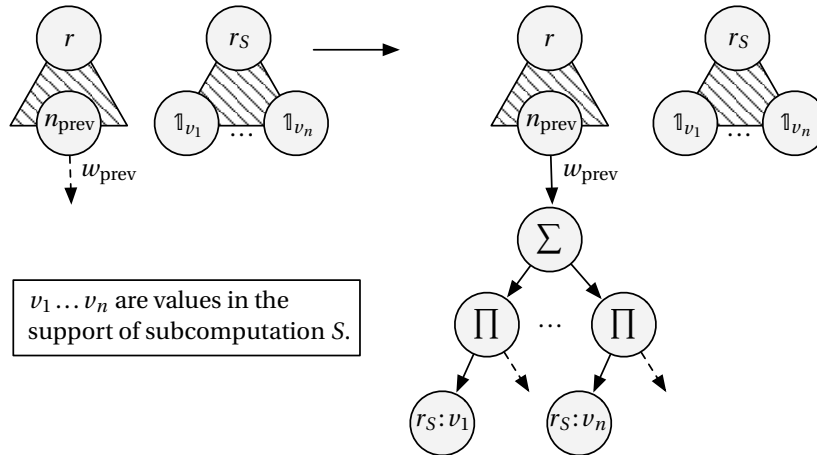 r
r_S
r
r_S
n_prev
𝟙_{v_1}
...
𝟙_{v_n}
n_prev
𝟙_{v_1}
...
𝟙_{v_n}
w_prev
w_prev
∑
v_1 ... v_n are values in the
support of subcomputation S.
∏
...
∏
r_S:v_1
r_S:v_n